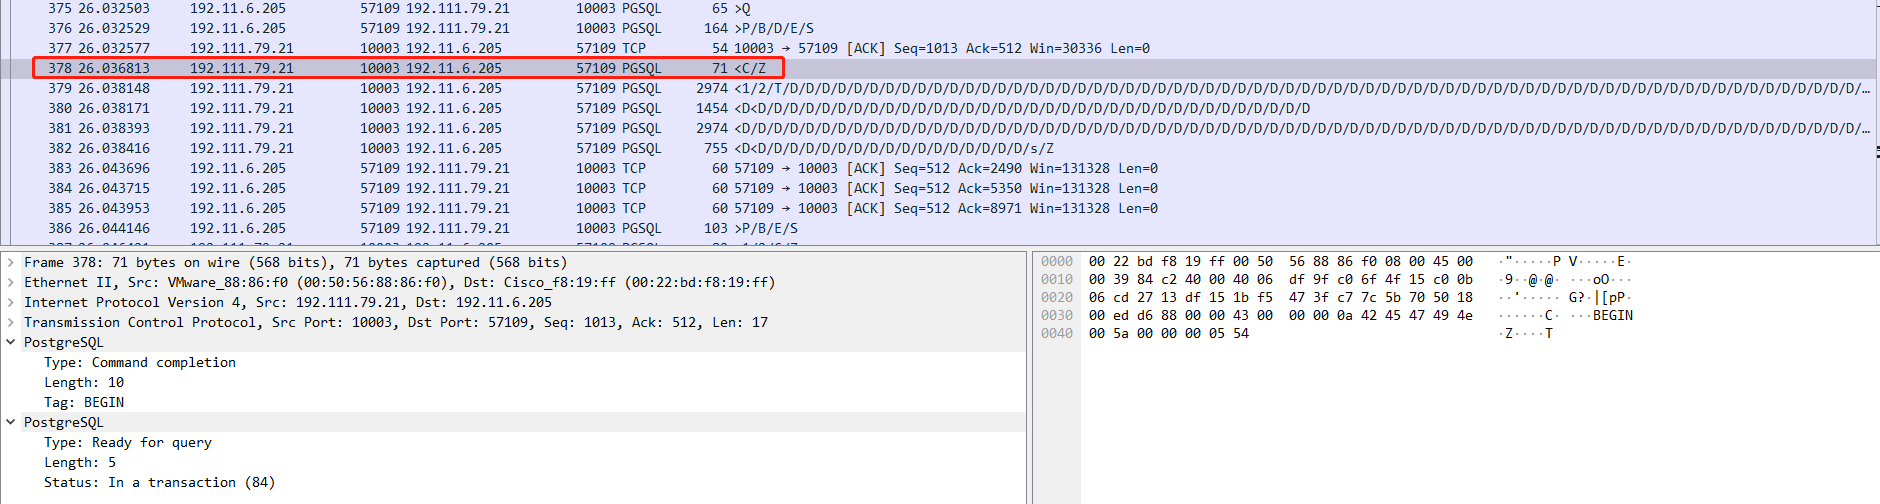 375 26.032503 192.11.6.205 57109 192.111.79.21 10003 PGSQL 65 >Q
376 26.032529 192.11.6.205 57109 192.111.79.21 10003 PGSQL 164 >P/B/D/E/S
377 26.032577 192.111.79.21 10003 192.11.6.205 57109 TCP 54 10003 → 57109 [ACK] Seq=1013 Ack=512 Win=30336 Len=0
378 26.036813 192.111.79.21 10003 192.11.6.205 57109 PGSQL 71 <C/Z
379 26.038148 192.111.79.21 10003 192.11.6.205 57109 PGSQL 2974 <1/2/T/D/D/D/D/D/D/D/D/D/D/D/D/D/D/D/D/D/D/D/D/D/D/D/D/D/D/D/D/D/D/D/D/D/D/D/D/D/D/D/D/D/D/D/D/D/D/D/D/D/D/D/D/D/D/D/D/D/D/D/D/D/D/D/D/D/D/…
380 26.038171 192.111.79.21 10003 192.11.6.205 57109 PGSQL 1454 <D<D/D/D/D/D/D/D/D/D/D/D/D/D/D/D/D/D/D/D/D/D/D/D/D/D/D/D/D/D/D/D/D/D/D/D
381 26.038393 192.111.79.21 10003 192.11.6.205 57109 PGSQL 2974 <D/D/D/D/D/D/D/D/D/D/D/D/D/D/D/D/D/D/D/D/D/D/D/D/D/D/D/D/D/D/D/D/D/D/D/D/D/D/D/D/D/D/D/D/D/D/D/D/D/D/D/D/D/D/D/D/D/D/D/D/D/D/D/D/D/D/D/D/D/D/…
382 26.038416 192.111.79.21 10003 192.11.6.205 57109 PGSQL 755 <D<D/D/D/D/D/D/D/D/D/D/D/D/D/D/D/D/D/s/Z
383 26.043696 192.11.6.205 57109 192.111.79.21 10003 TCP 60 57109 → 10003 [ACK] Seq=512 Ack=2490 Win=131328 Len=0
384 26.043715 192.11.6.205 57109 192.111.79.21 10003 TCP 60 57109 → 10003 [ACK] Seq=512 Ack=5350 Win=131328 Len=0
385 26.043953 192.11.6.205 57109 192.111.79.21 10003 TCP 60 57109 → 10003 [ACK] Seq=512 Ack=8971 Win=131328 Len=0
386 26.044146 192.11.6.205 57109 192.111.79.21 10003 PGSQL 103 >P/B/E/S
Frame 378: 71 bytes on wire (568 bits), 71 bytes captured (568 bits)
Ethernet II, Src: VMware_88:86:f0 (00:50:56:88:86:f0), Dst: Cisco_f8:19:ff (00:22:bd:f8:19:ff)
Internet Protocol Version 4, Src: 192.111.79.21, Dst: 192.11.6.205
Transmission Control Protocol, Src Port: 10003, Dst Port: 57109, Seq: 1013, Ack: 512, Len: 17
PostgreSQL
Type: Command completion
Length: 10
Tag: BEGIN
PostgreSQL
Type: Ready for query
Length: 5
Status: In a transaction (84)
0000 00 22 bd f8 19 ff 00 50 56 88 86 f0 08 00 45 00 ·"·····P V·····E·
0010 00 39 84 c2 40 00 40 06 df 9f c0 6f 4f 15 c0 0b ·9··@·@· ···oO···
0020 06 cd 27 13 df 15 1b f5 47 3f c7 7c 5b 70 50 18 ··'····· G?·|[pP·
0030 00 ed d6 88 00 00 43 00 00 00 0a 42 45 47 49 4e ······C· ···BEGIN
0040 00 5a 00 00 00 05 54 ·Z····T